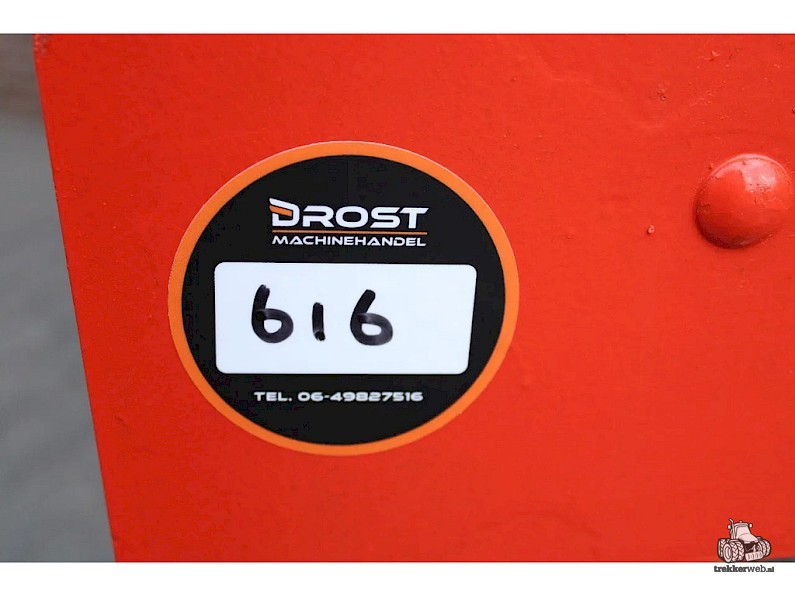 DROST
MACHINEHANDEL
616
TEL. 06-49827516
trekkerweb.nl